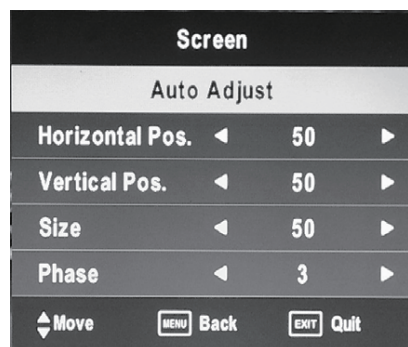 Screen
Auto Adjust
Horizontal Pos. ◀ 50 ▶
Vertical Pos. ◀ 50 ▶
Size ◀ 50 ▶
Phase ◀ 3 ▶
Move MENU Back EXIT Quit